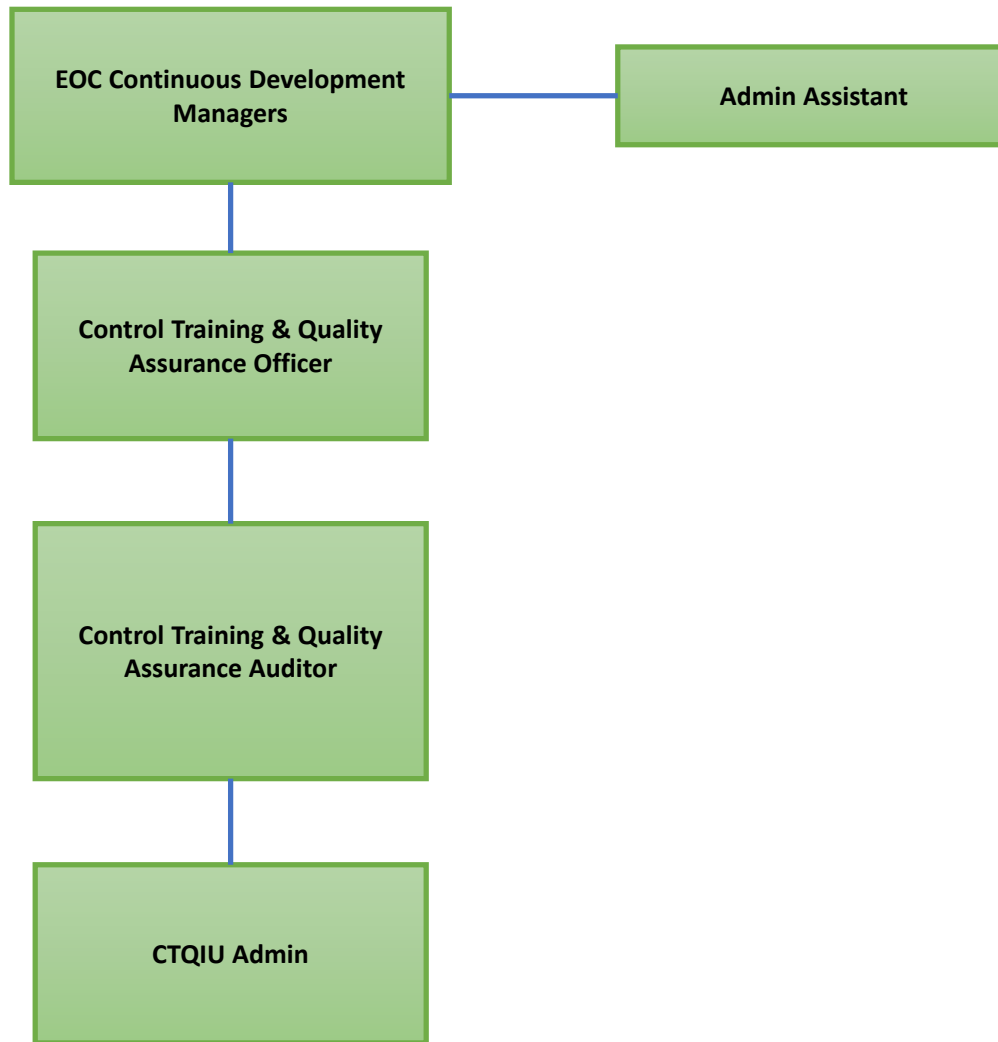 EOC Continuous Development
Managers
Admin Assistant
Control Training & Quality
Assurance Officer
Control Training & Quality
Assurance Auditor
CTQIU Admin